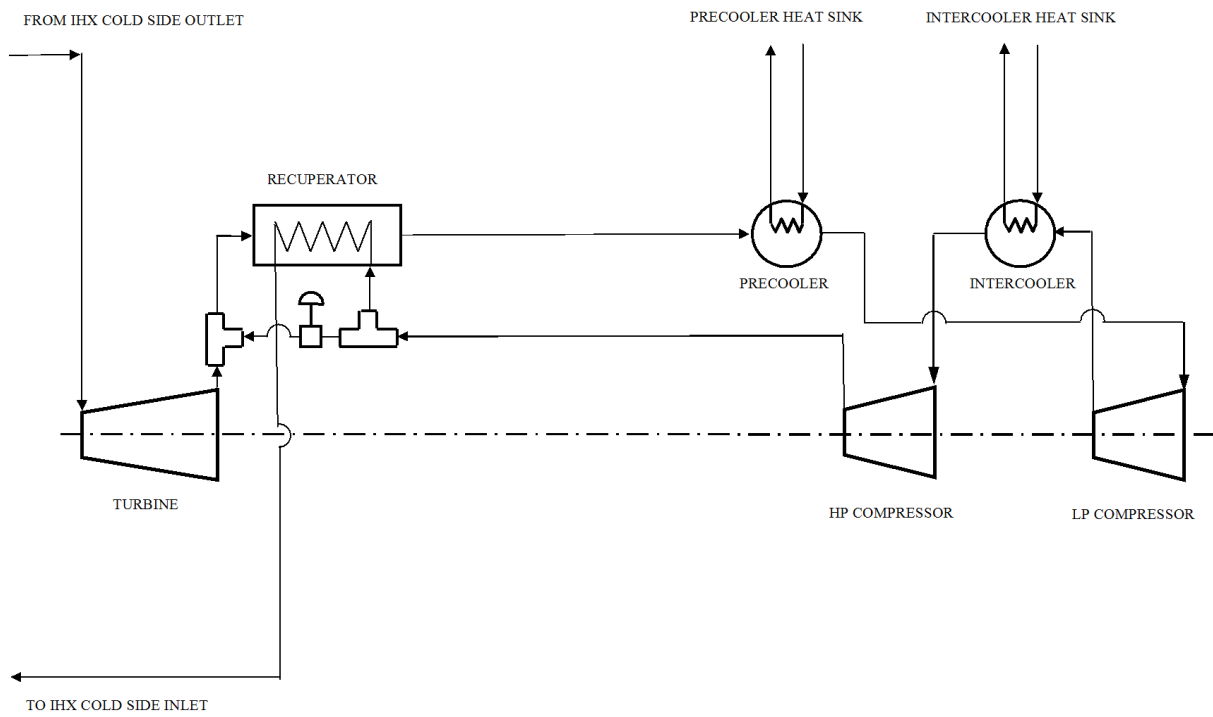 FROM IHX COLD SIDE OUTLET
PRECOOLER HEAT SINK
INTERCOOLER HEAT SINK
RECUPERATOR
PRECOOLER
INTERCOOLER
TURBINE
HP COMPRESSOR
LP COMPRESSOR
TO IHX COLD SIDE INLET